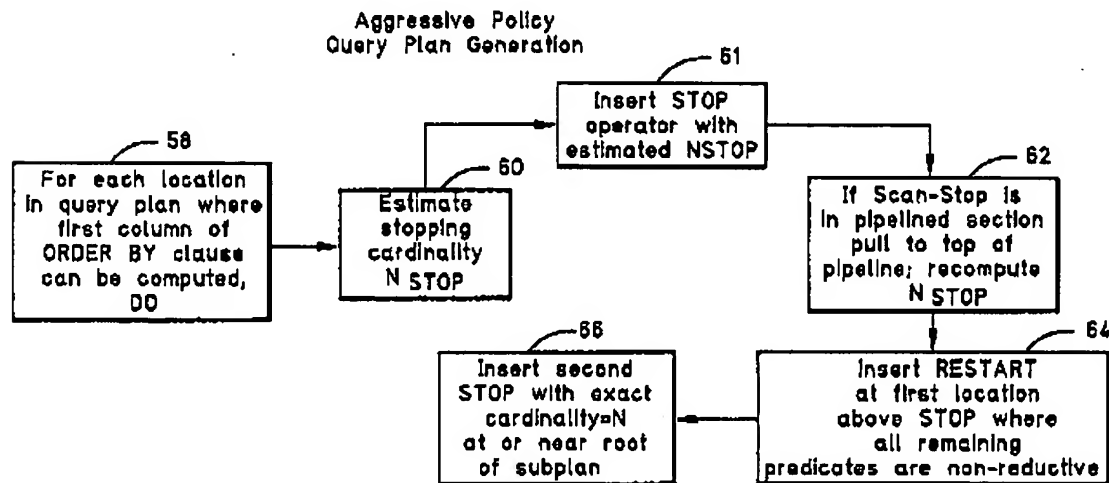 Aggressive Policy
Query Plan Generation
58
For each location
in query plan where
first column of
ORDER BY clause
can be computed,
DO
60
Estimate
stopping
cardinality
N STOP
61
Insert STOP
operator with
estimated NSTOP
62
If Scan-Stop is
in pipelined section
pull to top of
pipeline; recompute
N STOP
64
Insert RESTART
at first location
above STOP where
all remaining
predicates are non-reductive
66
Insert second
STOP with exact
cardinality=N
at or near root
of subplan